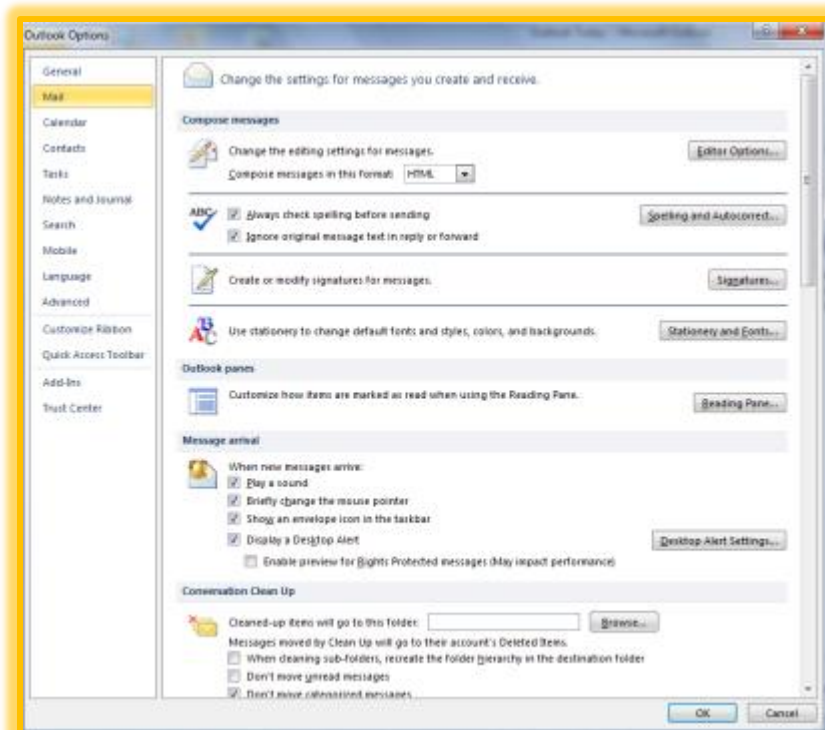 Outlook Options
General
Mail
Calendar
Contacts
Tasks
Notes and Journal
Search
Mobile
Language
Advanced
Customize Ribbon
Quick Access Toolbar
Add-Ins
Trust Center
Change the settings for messages you create and receive.
Compose messages
Change the editing settings for messages.
Editor Options...
Compose messages in this format: HTML
ABC
Always check spelling before sending
Spelling and Autocorrect...
Ignore original message text in reply or forward
Create or modify signatures for messages.
Signatures...
Use stationery to change default fonts and styles, colors, and backgrounds.
Stationery and Fonts...
Outlook panes
Customize how items are marked as read when using the Reading Pane.
Reading Pane...
Message arrival
When new messages arrive:
Play a sound
Briefly change the mouse pointer
Show an envelope icon in the taskbar
Display a Desktop Alert
Desktop Alert Settings...
Enable preview for Rights Protected messages (May impact performance)
Conversation Clean Up
Cleaned-up items will go to this folder:
Browse...
Messages moved by Clean Up will go to their account's Deleted Items.
When cleaning sub-folders, recreate the folder hierarchy in the destination folder
Don't move unread messages
Don't move categorized messages
OK
Cancel